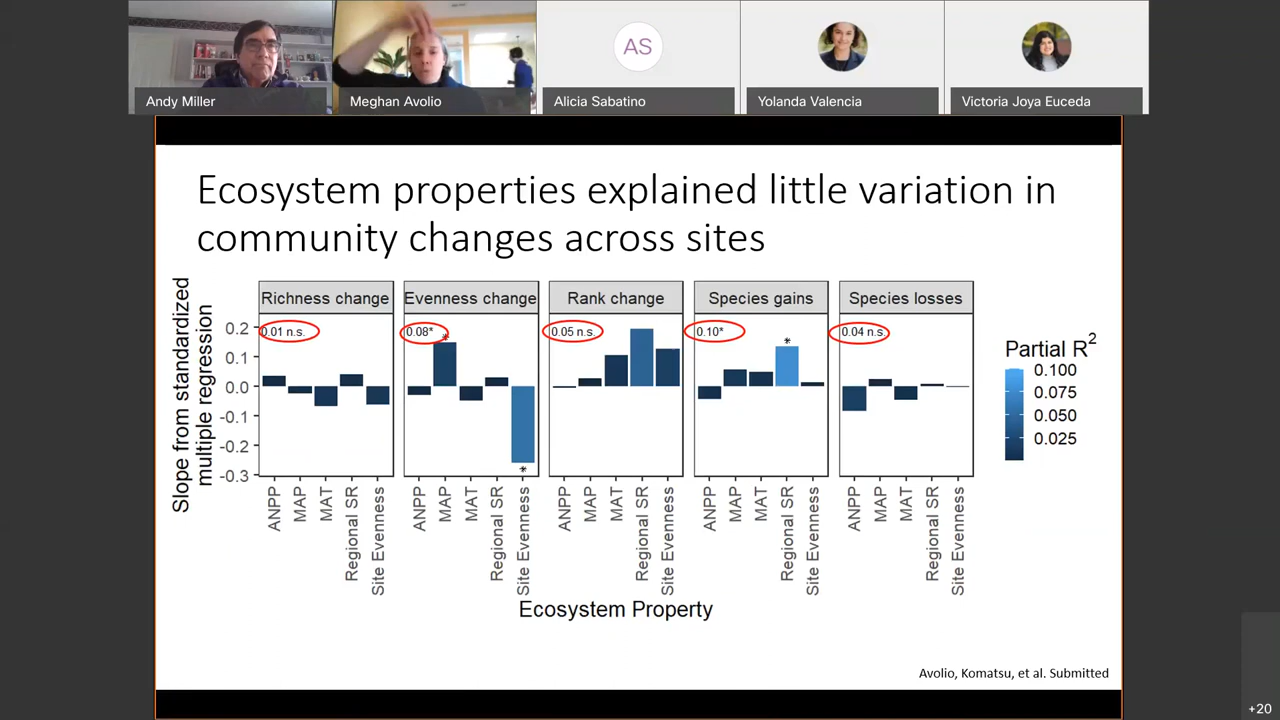 AS
Andy Miller
Meghan Avolio
Alicia Sabatino
Yolanda Valencia
Victoria Joya Euceda
Ecosystem properties explained little variation in
community changes across sites
Slope from standardized
multiple regression
Richness change
Evenness change
Rank change
Species gains
Species losses
0.01 n.s.
0.08*
0.05 n.s.
0.10*
0.04 n.s.
*
*
*
0.2
0.1
0.0
-0.1
-0.2
-0.3
ANPP
MAP
MAT
Regional SR
Site Evenness
ANPP
MAP
MAT
Regional SR
Site Evenness
ANPP
MAP
MAT
Regional SR
Site Evenness
ANPP
MAP
MAT
Regional SR
Site Evenness
ANPP
MAP
MAT
Regional SR
Site Evenness
Ecosystem Property
Partial R²
0.100
0.075
0.050
0.025
Avolio, Komatsu, et al. Submitted
+20